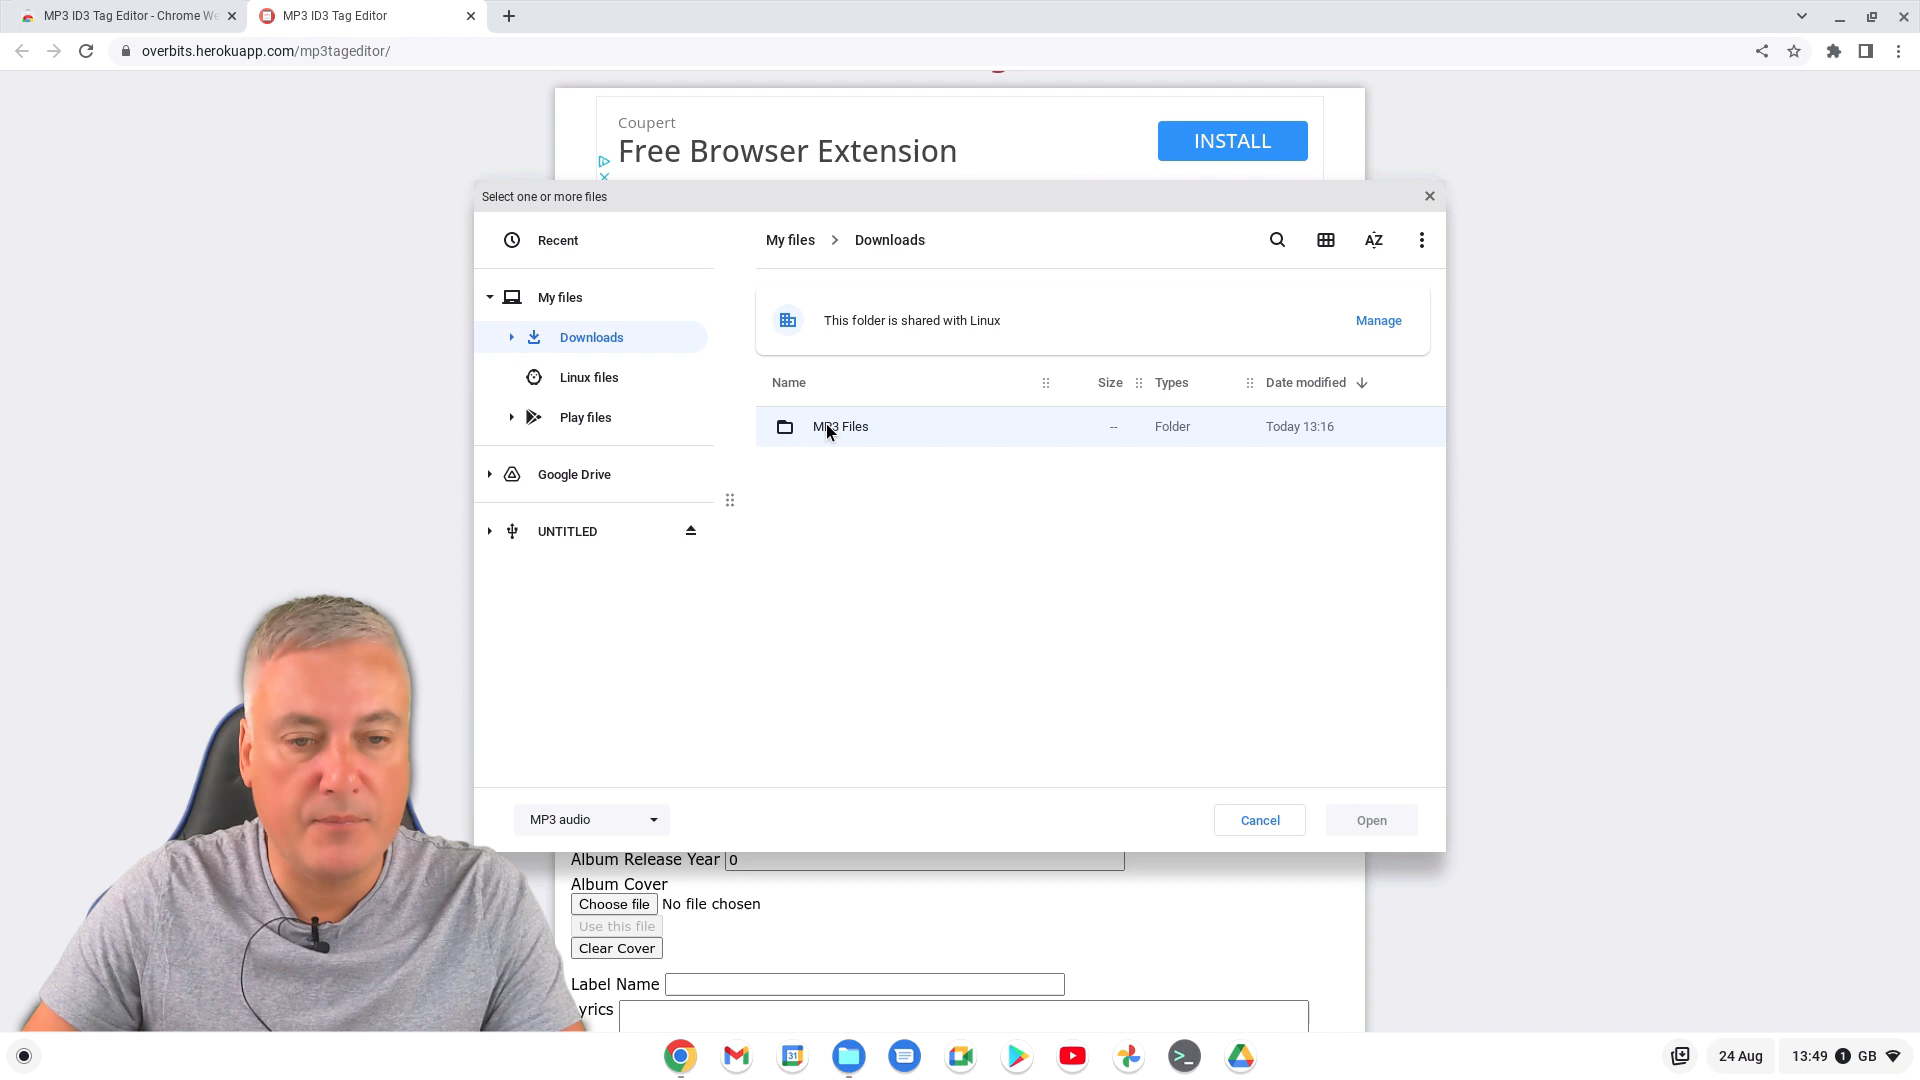 MP3 ID3 Tag Editor - Chrome We
MP3 ID3 Tag Editor
overbits.herokuapp.com/mp3tageditor/
Coupert
Free Browser Extension
INSTALL
Select one or more files
Recent
My files
Downloads
Linux files
Play files
Google Drive
UNTITLED
My files > Downloads
AZ
This folder is shared with Linux
Manage
Name Size Types Date modified
MP3 Files -- Folder Today 13:16
MP3 audio
Cancel
Open
Album Release Year 0
Album Cover
Choose file No file chosen
Use this file
Clear Cover
Label Name
yrics
31
24 Aug
13:49 1 GB